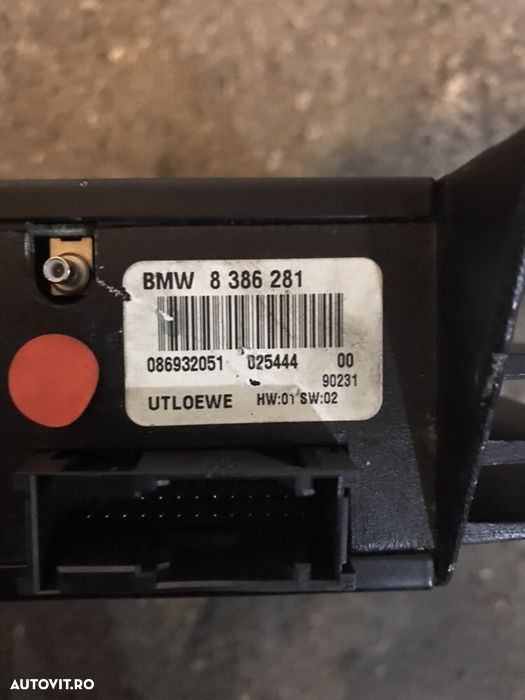 BMW 8 386 281
086932051 025444 00
90231
UTLOEWE HW:01 SW:02
AUTOVIT.RO